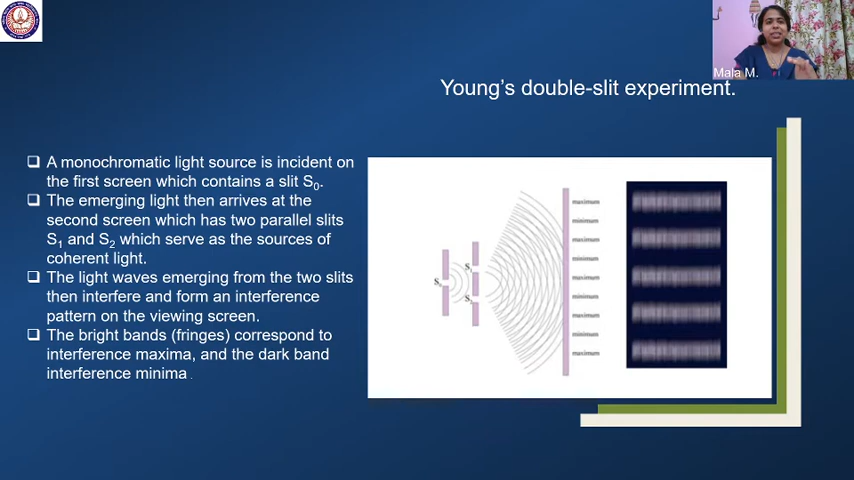 Mala M.
Young's double-slit experiment.
❑ A monochromatic light source is incident on
the first screen which contains a slit S₀.
❑ The emerging light then arrives at the
second screen which has two parallel slits
S₁ and S₂ which serve as the sources of
coherent light.
❑ The light waves emerging from the two slits
then interfere and form an interference
pattern on the viewing screen.
❑ The bright bands (fringes) correspond to
interference maxima, and the dark band
interference minima .
maximum
minimum
maximum
minimum
maximum
minimum
maximum
minimum
maximum